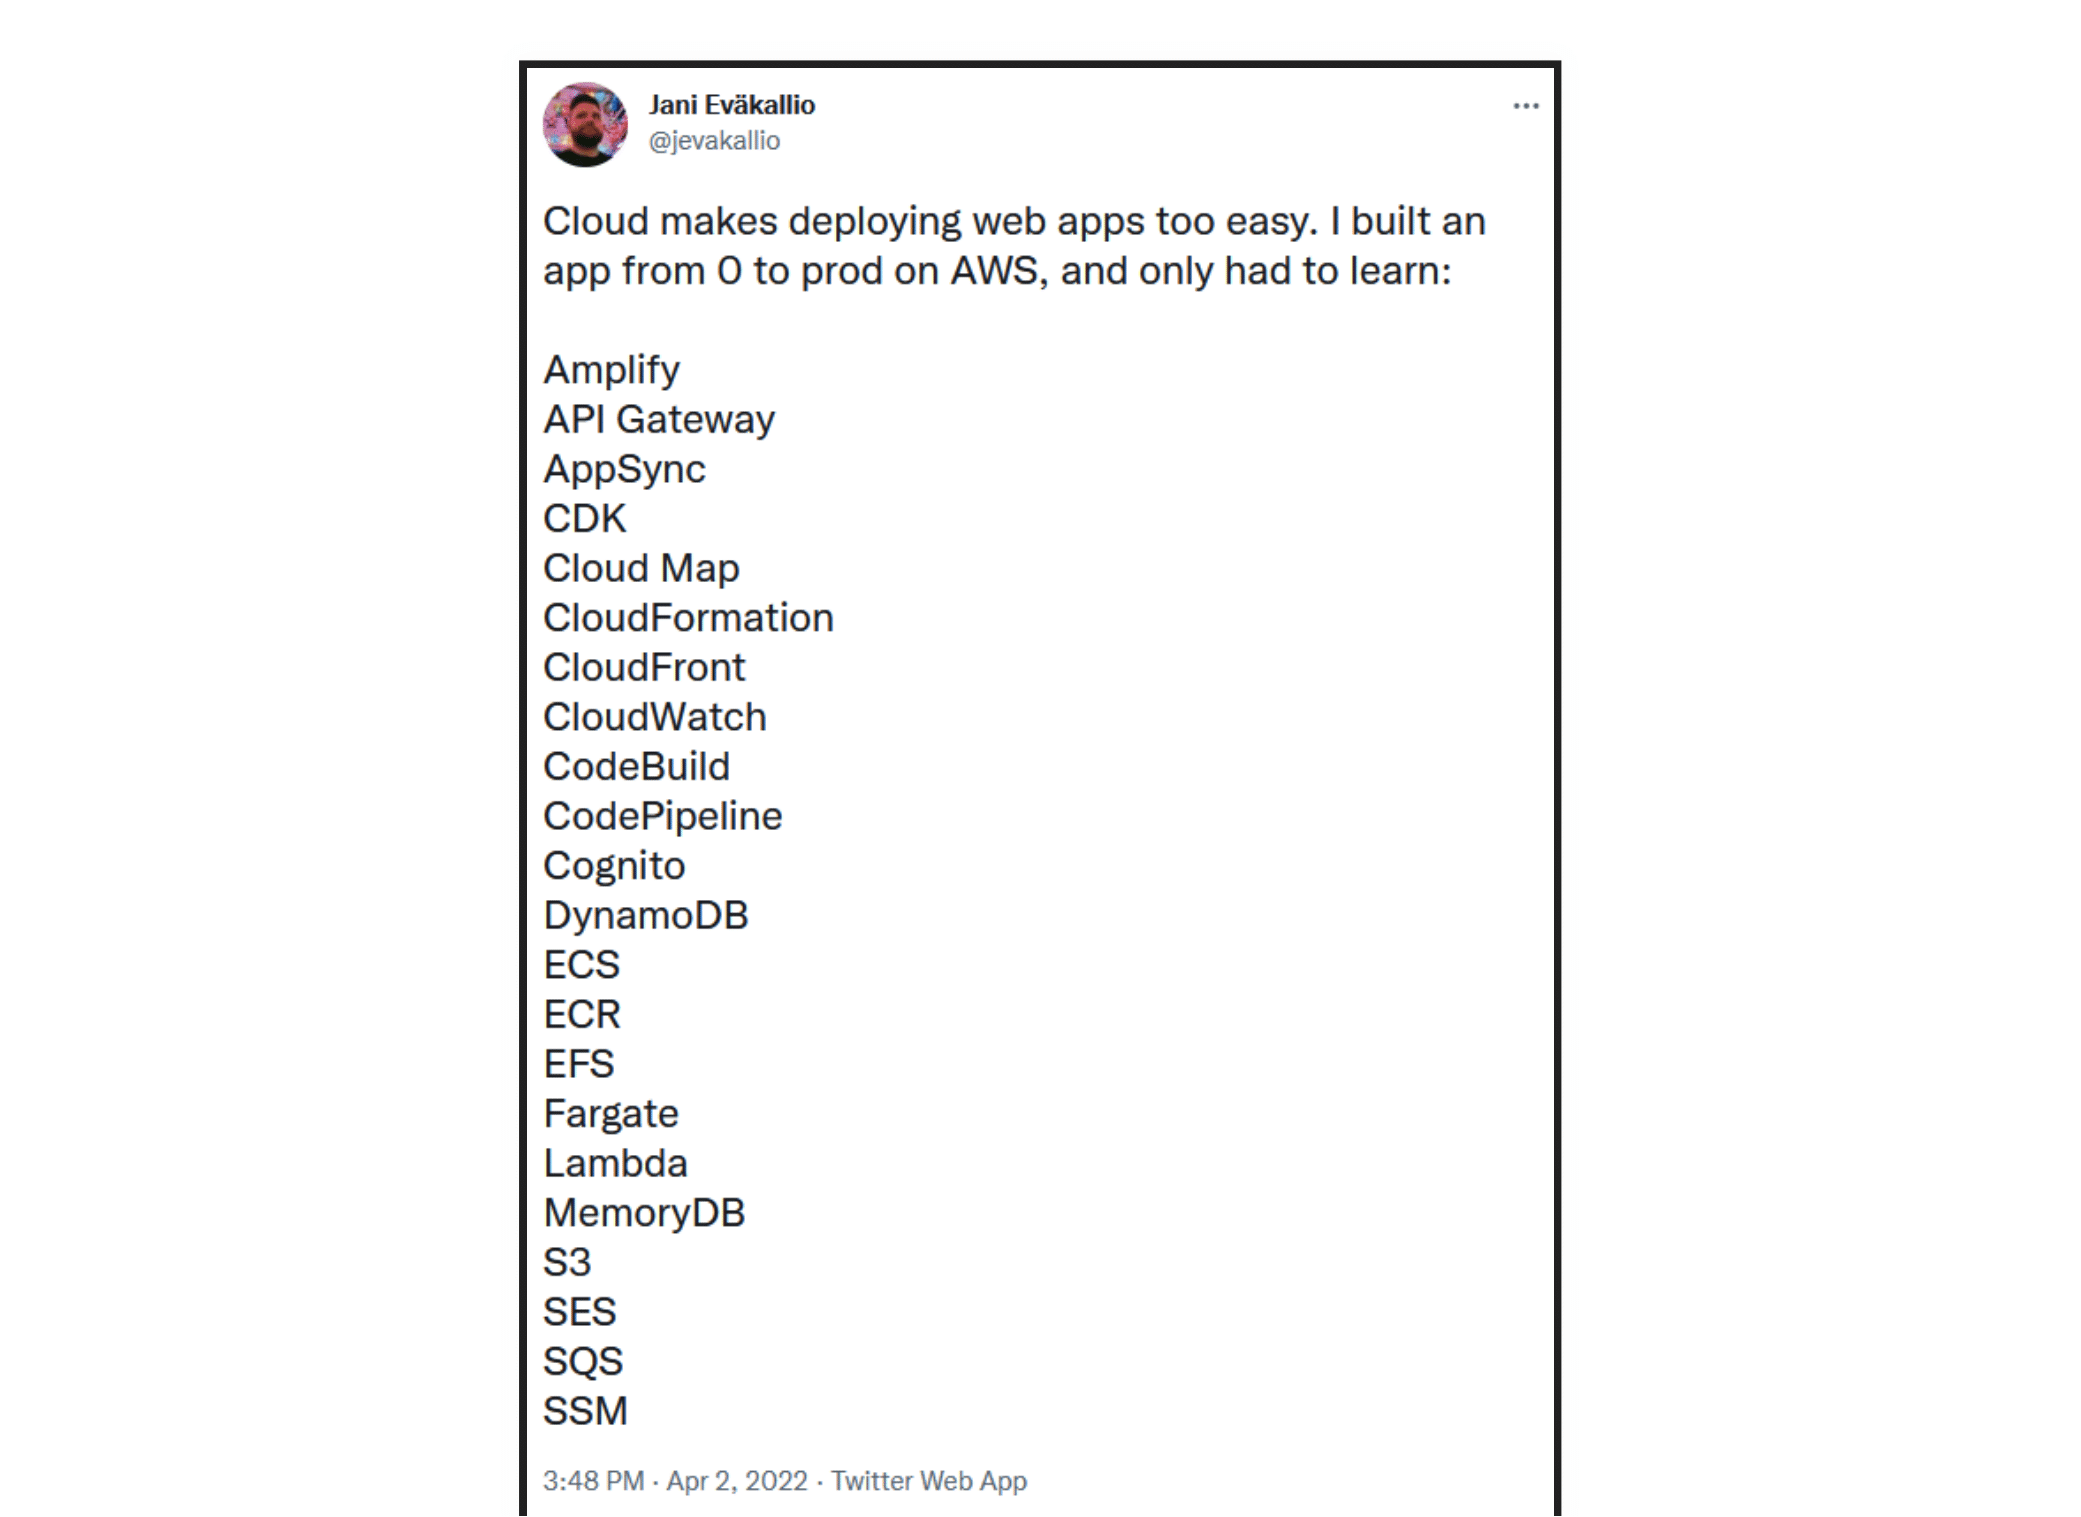 Jani Eväkallio
@jevakallio
Cloud makes deploying web apps too easy. I built an
app from 0 to prod on AWS, and only had to learn:
Amplify
API Gateway
AppSync
CDK
Cloud Map
CloudFormation
CloudFront
CloudWatch
CodeBuild
CodePipeline
Cognito
DynamoDB
ECS
ECR
EFS
Fargate
Lambda
MemoryDB
S3
SES
SQS
SSM
3:48 PM · Apr 2, 2022 · Twitter Web App